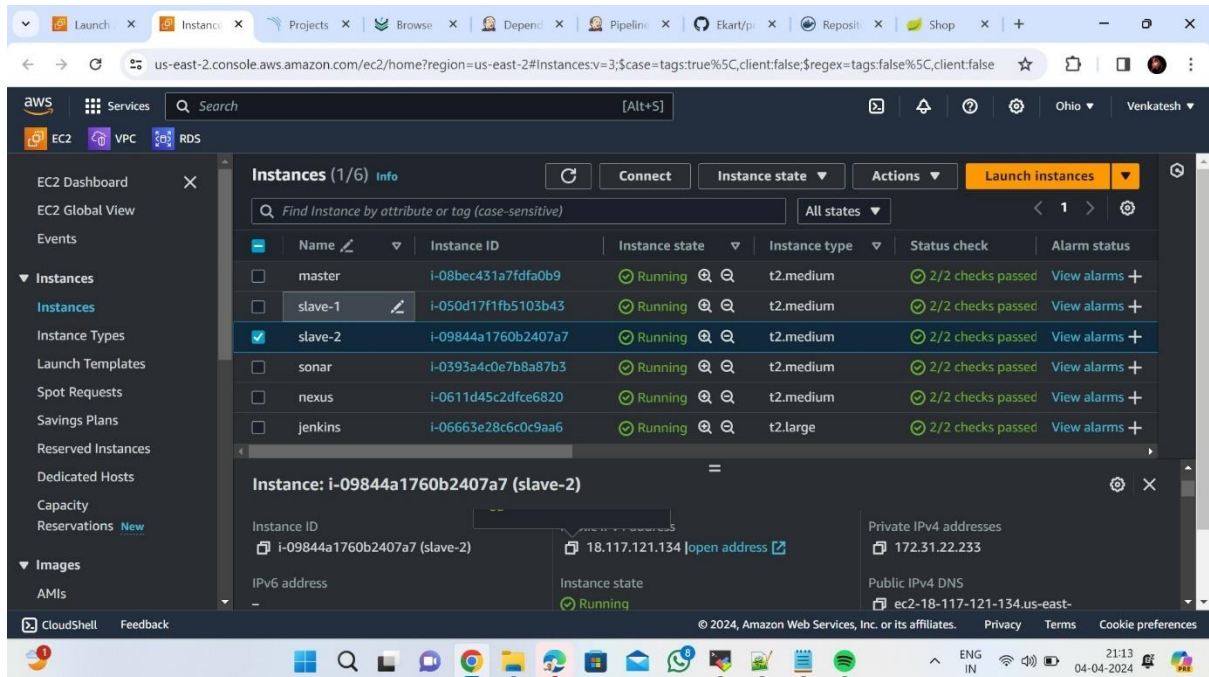 Launch
Instance
Projects
Browse
Depend
Pipeline
Ekart/p
Reposit
Shop
us-east-2.console.aws.amazon.com/ec2/home?region=us-east-2#Instances:v=3;$case=tags:true%5C,client:false;$regex=tags:false%5C,client:false
aws Services Search [Alt+S] Ohio Venkatesh
EC2 VPC RDS
EC2 Dashboard
EC2 Global View
Events
Instances
Instances
Instance Types
Launch Templates
Spot Requests
Savings Plans
Reserved Instances
Dedicated Hosts
Capacity
Reservations New
Images
AMIs
Instances (1/6) Info Connect Instance state Actions Launch instances
Find Instance by attribute or tag (case-sensitive) All states 1
Name Instance ID Instance state Instance type Status check Alarm status
master i-08bec431a7fdfa0b9 Running t2.medium 2/2 checks passed View alarms +
slave-1 i-050d17f1fb5103b43 Running t2.medium 2/2 checks passed View alarms +
slave-2 i-09844a1760b2407a7 Running t2.medium 2/2 checks passed View alarms +
sonar i-0393a4c0e7b8a87b3 Running t2.medium 2/2 checks passed View alarms +
nexus i-0611d45c2dfce6820 Running t2.medium 2/2 checks passed View alarms +
jenkins i-06663e28c6c0c9aa6 Running t2.large 2/2 checks passed View alarms +
Instance: i-09844a1760b2407a7 (slave-2)
Instance ID Private IPv4 addresses
i-09844a1760b2407a7 (slave-2) 18.117.121.134 |open address 172.31.22.233
IPv6 address Instance state Public IPv4 DNS
– Running ec2-18-117-121-134.us-east-
CloudShell Feedback © 2024, Amazon Web Services, Inc. or its affiliates. Privacy Terms Cookie preferences
ENG
IN
21:13
04-04-2024